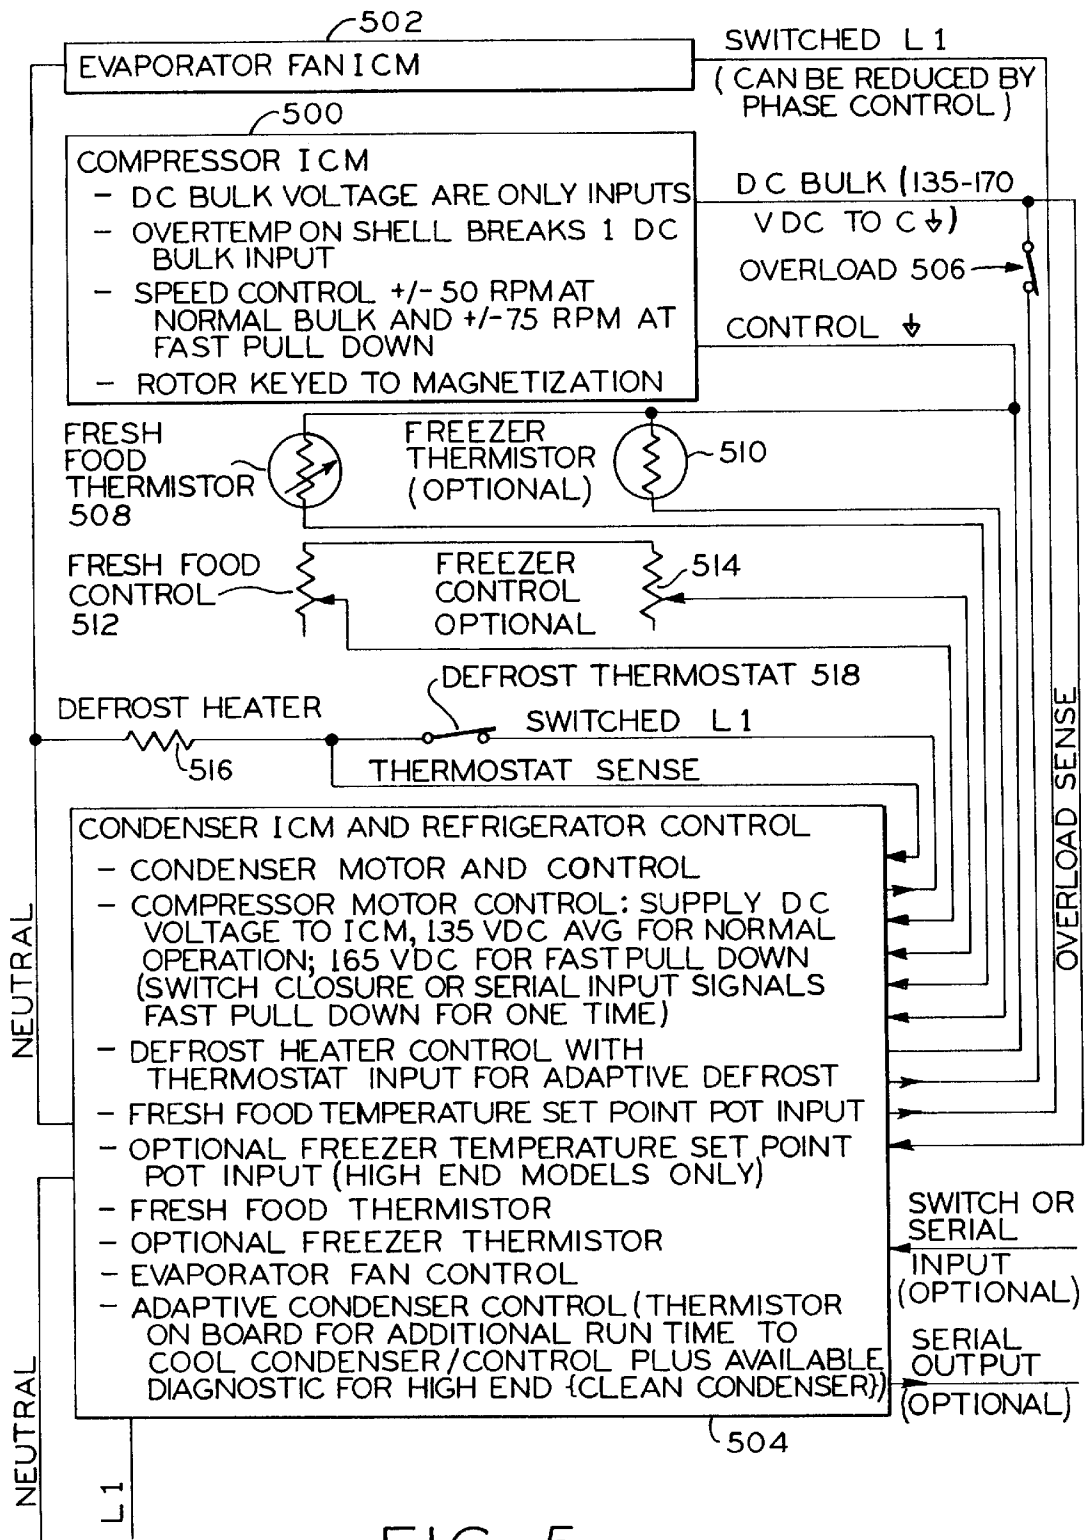 502
EVAPORATOR FAN ICM
SWITCHED L1
(CAN BE REDUCED BY
PHASE CONTROL)
500
COMPRESSOR ICM
- DC BULK VOLTAGE ARE ONLY INPUTS
- OVERTEMP ON SHELL BREAKS 1 DC
BULK INPUT
- SPEED CONTROL +/-50 RPM AT
NORMAL BULK AND +/-75 RPM AT
FAST PULL DOWN
- ROTOR KEYED TO MAGNETIZATION
DC BULK (135-170
VDC TO C⏚)
OVERLOAD 506
CONTROL ⏚
FRESH
FOOD
THERMISTOR
508
FREEZER
THERMISTOR
(OPTIONAL)
510
FRESH FOOD
CONTROL
512
FREEZER
CONTROL
OPTIONAL
514
DEFROST THERMOSTAT 518
DEFROST HEATER
SWITCHED L1
516
THERMOSTAT SENSE
OVERLOAD SENSE
NEUTRAL
CONDENSER ICM AND REFRIGERATOR CONTROL
- CONDENSER MOTOR AND CONTROL
- COMPRESSOR MOTOR CONTROL: SUPPLY DC
VOLTAGE TO ICM, 135 VDC AVG FOR NORMAL
OPERATION; 165 VDC FOR FAST PULL DOWN
(SWITCH CLOSURE OR SERIAL INPUT SIGNALS
FAST PULL DOWN FOR ONE TIME)
- DEFROST HEATER CONTROL WITH
THERMOSTAT INPUT FOR ADAPTIVE DEFROST
- FRESH FOOD TEMPERATURE SET POINT POT INPUT
- OPTIONAL FREEZER TEMPERATURE SET POINT
POT INPUT (HIGH END MODELS ONLY)
- FRESH FOOD THERMISTOR
- OPTIONAL FREEZER THERMISTOR
- EVAPORATOR FAN CONTROL
- ADAPTIVE CONDENSER CONTROL (THERMISTOR
ON BOARD FOR ADDITIONAL RUN TIME TO
COOL CONDENSER/CONTROL PLUS AVAILABLE
DIAGNOSTIC FOR HIGH END {CLEAN CONDENSER})
SWITCH OR
SERIAL
INPUT
(OPTIONAL)
SERIAL
OUTPUT
(OPTIONAL)
504
NEUTRAL
L1
FIG. 5